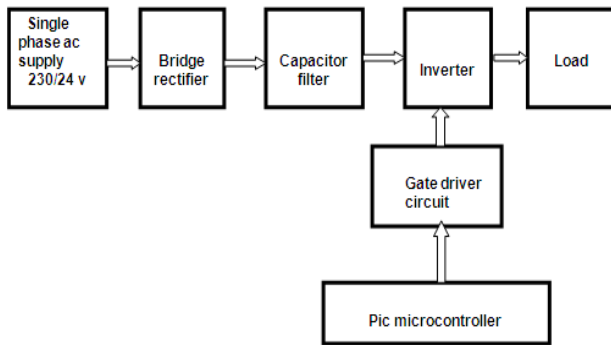 Single
phase ac
supply
230/24 v
Bridge
rectifier
Capacitor
filter
Inverter
Load
Gate driver
circuit
Pic microcontroller